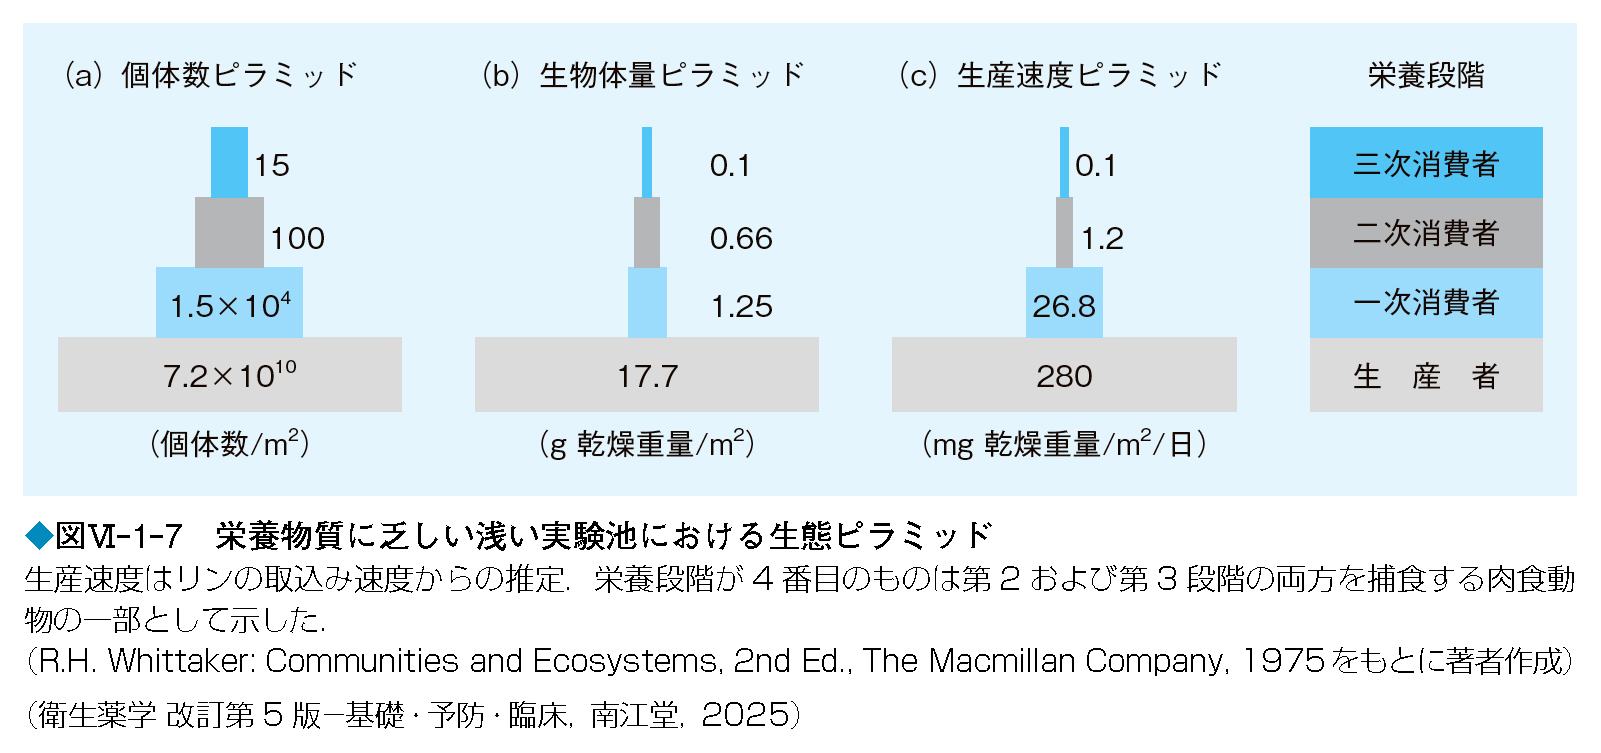 (a) 個体数ピラミッド
15
100
1.5×10⁴
7.2×10¹⁰
(個体数/m²)
(b) 生物体量ピラミッド
0.1
0.66
1.25
17.7
(g 乾燥重量/m²)
(c) 生産速度ピラミッド
0.1
1.2
26.8
280
(mg 乾燥重量/m²/日)
栄養段階
三次消費者
二次消費者
一次消費者
生 産 者
◆図Ⅵ-1-7 栄養物質に乏しい浅い実験池における生態ピラミッド
生産速度はリンの取込み速度からの推定．栄養段階が4番目のものは第2および第3段階の両方を捕食する肉食動
物の一部として示した．
(R.H. Whittaker: Communities and Ecosystems, 2nd Ed., The Macmillan Company, 1975をもとに著者作成)
(衛生薬学 改訂第5版－基礎・予防・臨床，南江堂，2025)